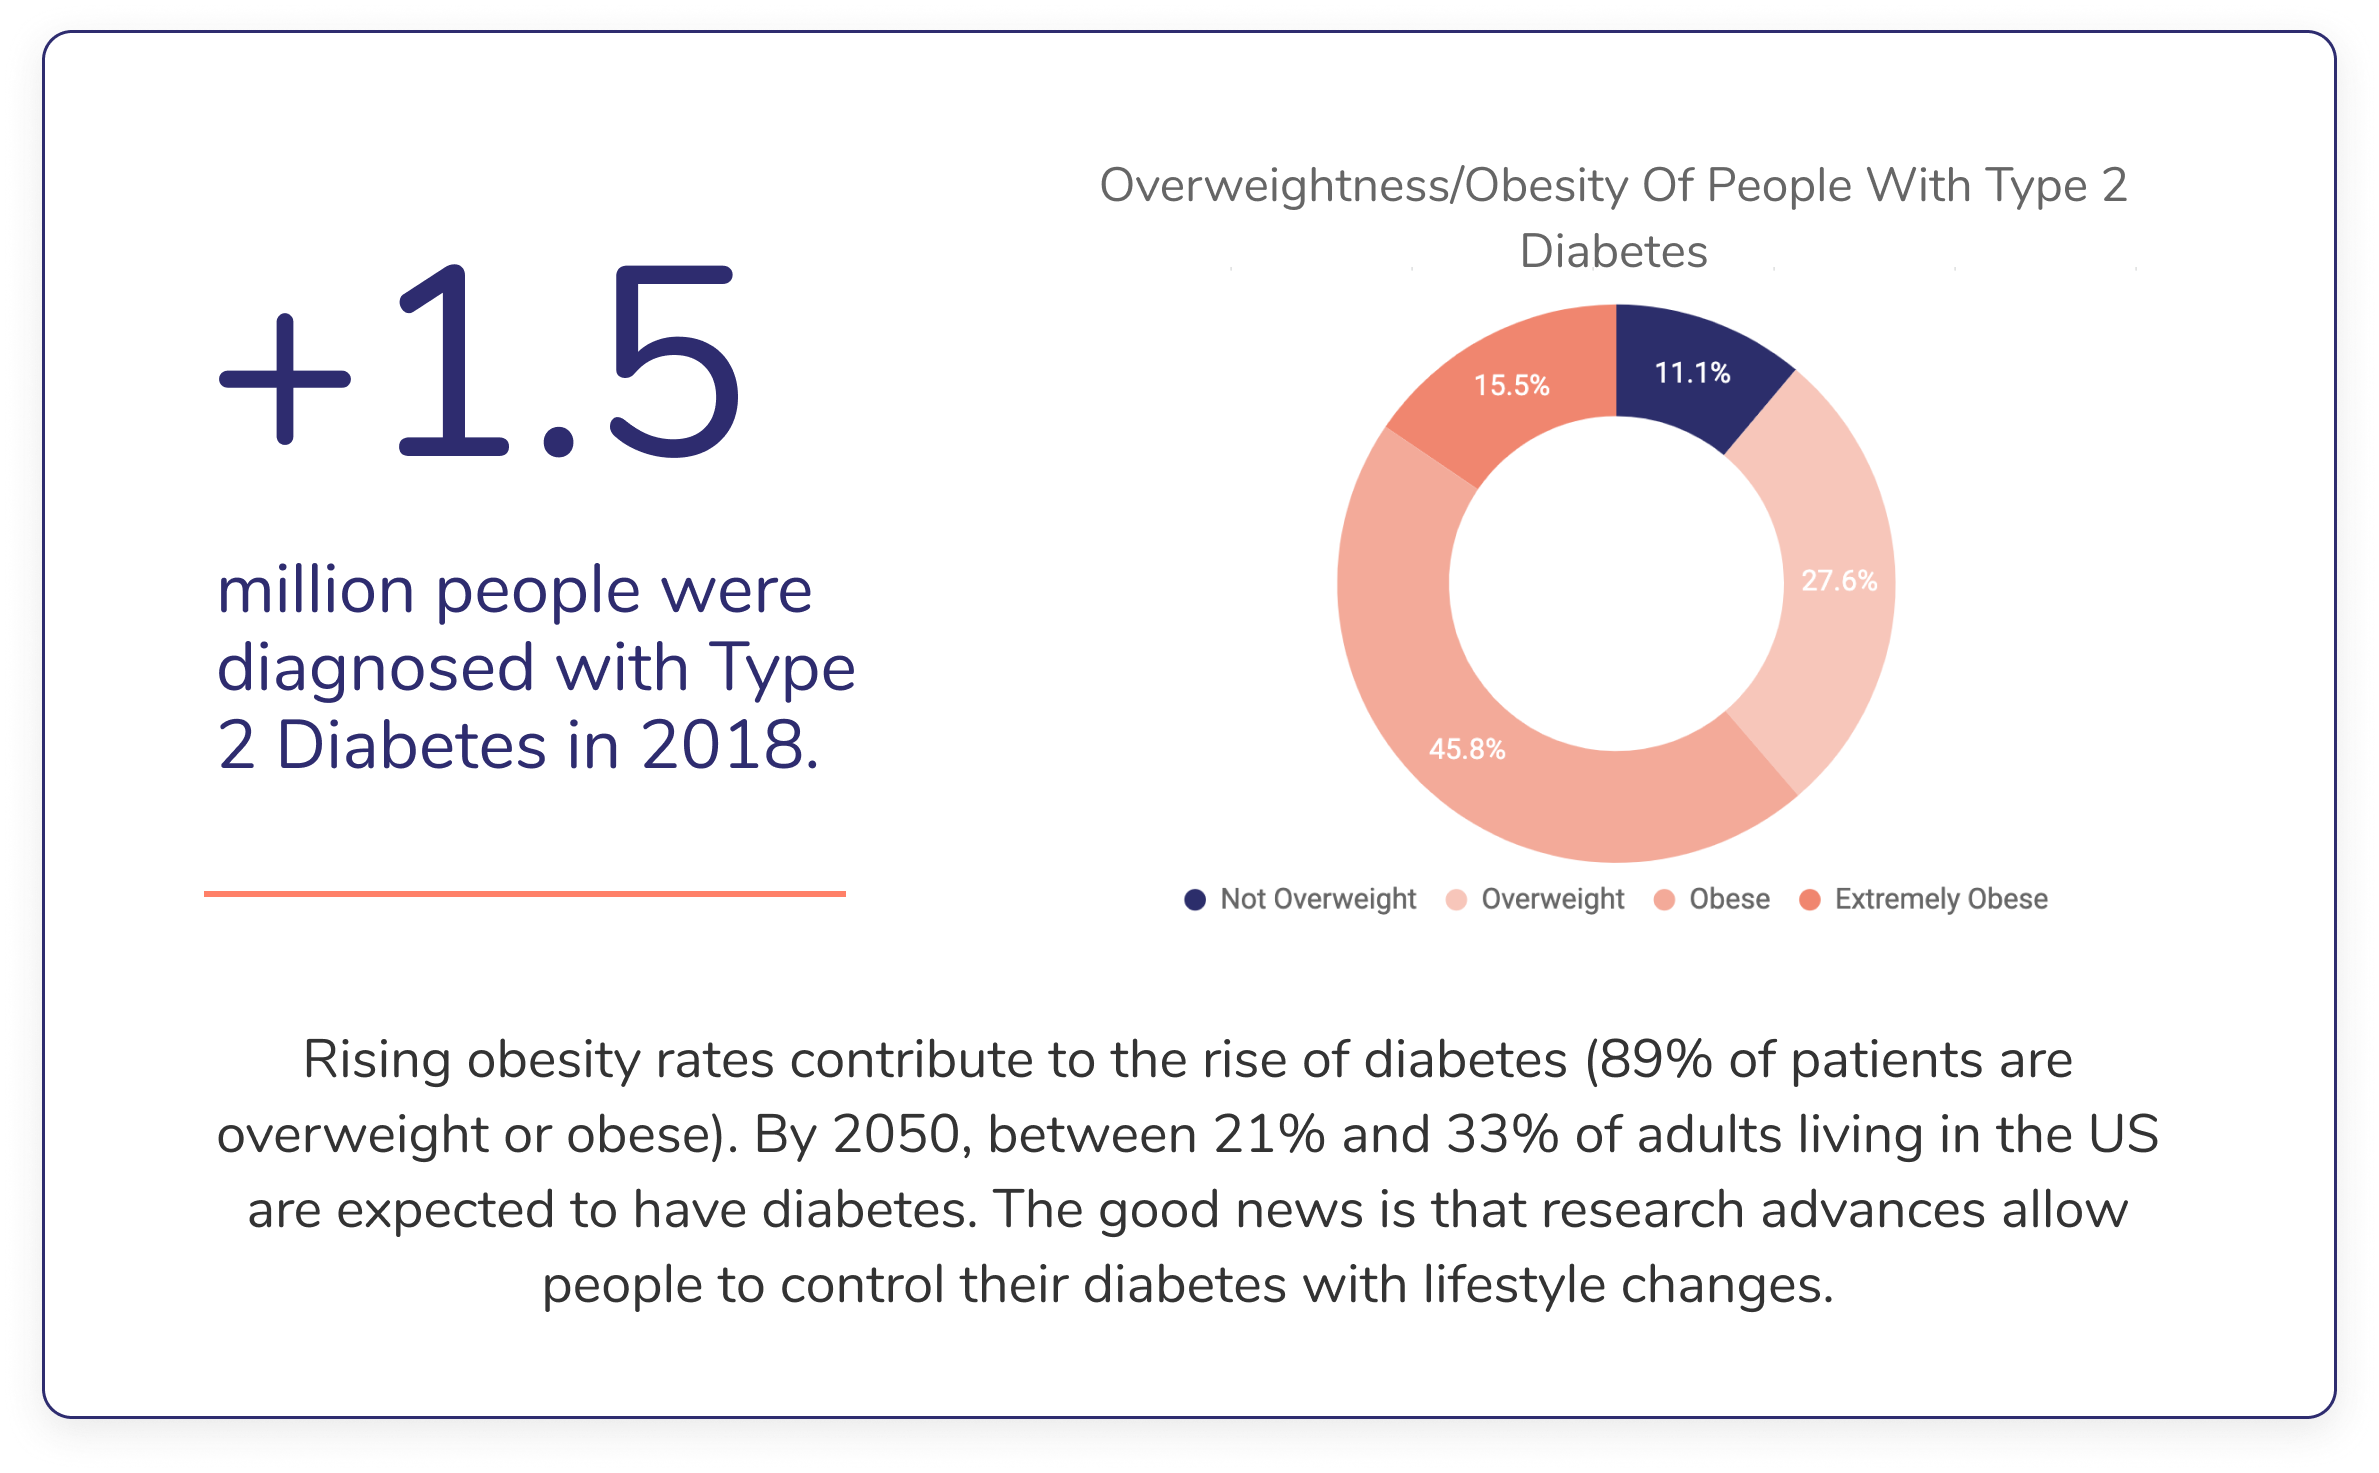 +1.5
million people were
diagnosed with Type
2 Diabetes in 2018.
Overweightness/Obesity Of People With Type 2
Diabetes
11.1%
27.6%
45.8%
15.5%
Not Overweight Overweight Obese Extremely Obese
Rising obesity rates contribute to the rise of diabetes (89% of patients are
overweight or obese). By 2050, between 21% and 33% of adults living in the US
are expected to have diabetes. The good news is that research advances allow
people to control their diabetes with lifestyle changes.